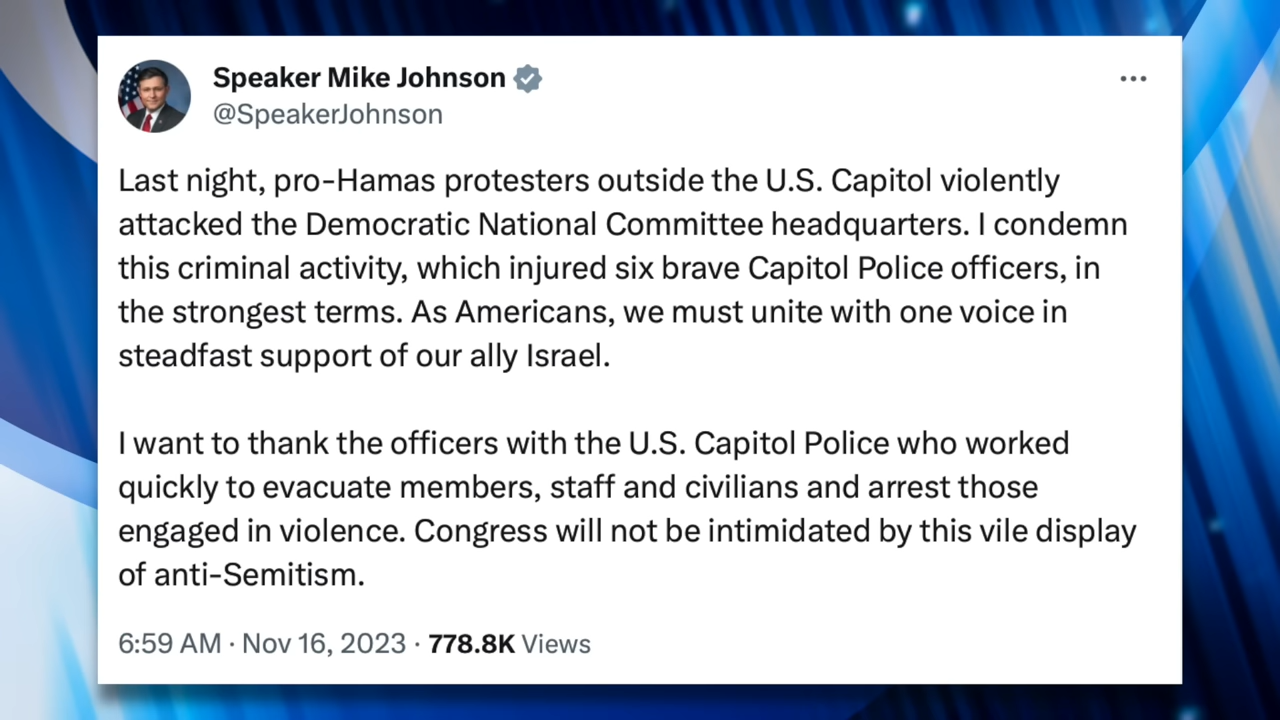 Speaker Mike Johnson
@SpeakerJohnson
Last night, pro-Hamas protesters outside the U.S. Capitol violently
attacked the Democratic National Committee headquarters. I condemn
this criminal activity, which injured six brave Capitol Police officers, in
the strongest terms. As Americans, we must unite with one voice in
steadfast support of our ally Israel.
I want to thank the officers with the U.S. Capitol Police who worked
quickly to evacuate members, staff and civilians and arrest those
engaged in violence. Congress will not be intimidated by this vile display
of anti-Semitism.
6:59 AM · Nov 16, 2023 · 778.8K Views